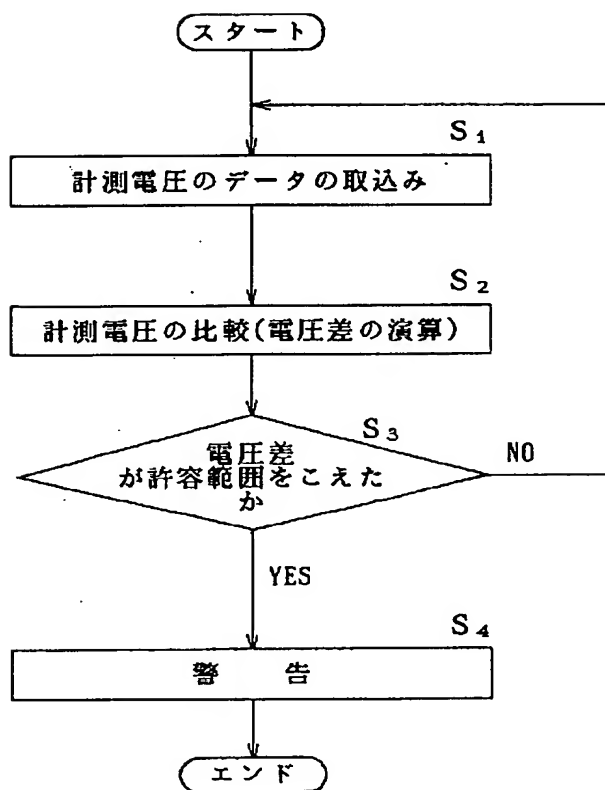 スタート
S1
計測電圧のデータの取込み
S2
計測電圧の比較(電圧差の演算)
S3
電圧差
が許容範囲をこえた
か
NO
YES
S4
警 告
エンド